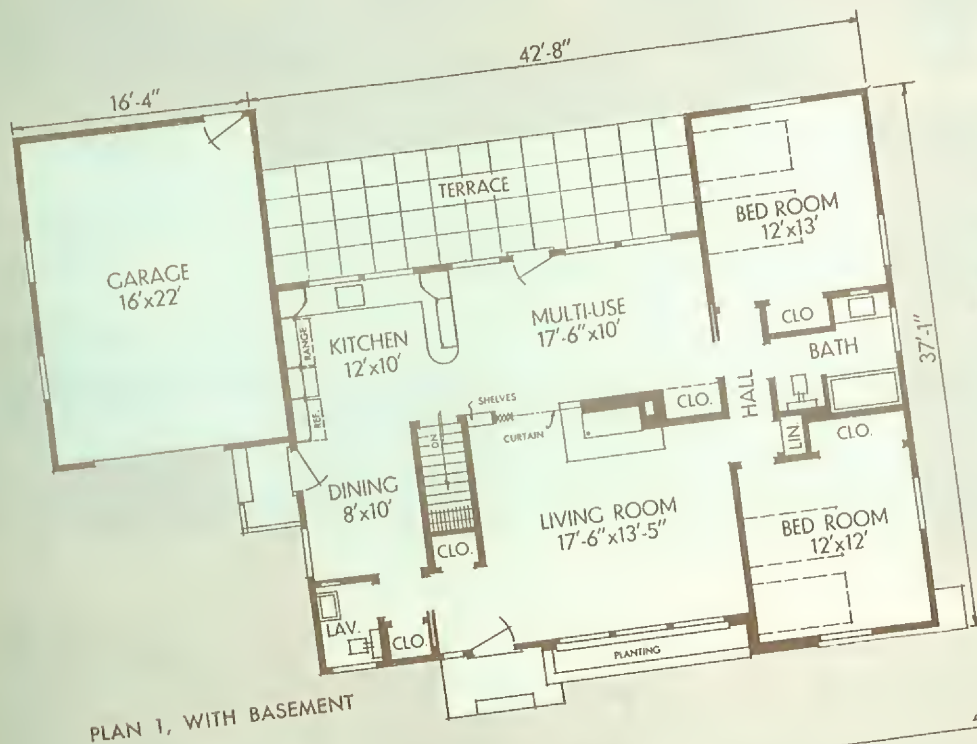 42'-8"
16'-4"
TERRACE
BED ROOM
12'x13'
GARAGE
16'x22'
MULTI-USE
17'-6"x10'
CLO
KITCHEN
12'x10'
RANGE
BATH
37'-1"
HALL
SHELVES
CLO.
REF.
CURTAIN
DN
LIN.
CLO.
DINING
8'x10'
LIVING ROOM
17'-6"x13'-5"
BED ROOM
12'x12'
CLO.
LAV.
CLO.
PLANTING
PLAN 1, WITH BASEMENT